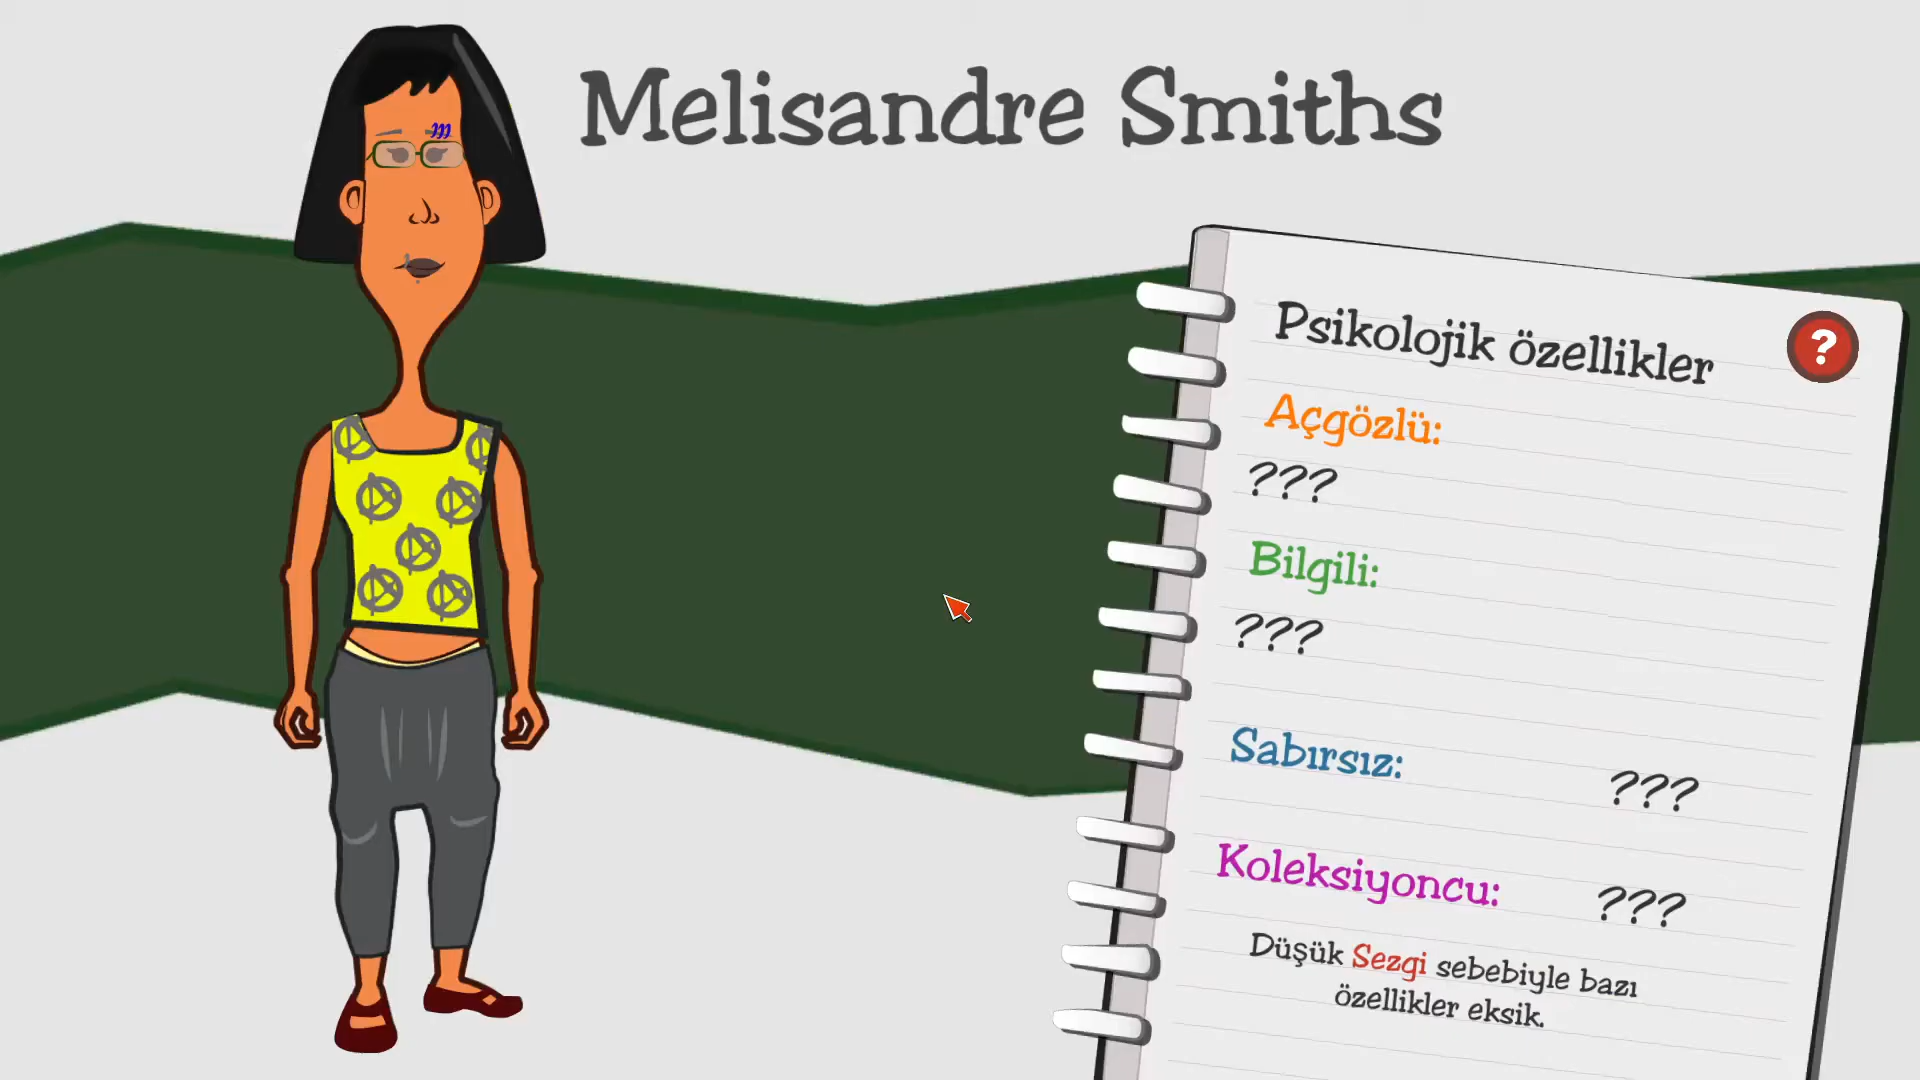 Melisandre Smiths
Psikolojik özellikler
?
Açgözlü:
???
Bilgili:
???
Sabırsız:
???
Koleksiyoncu:
???
Düşük Sezgi sebebiyle bazı
özellikler eksik.